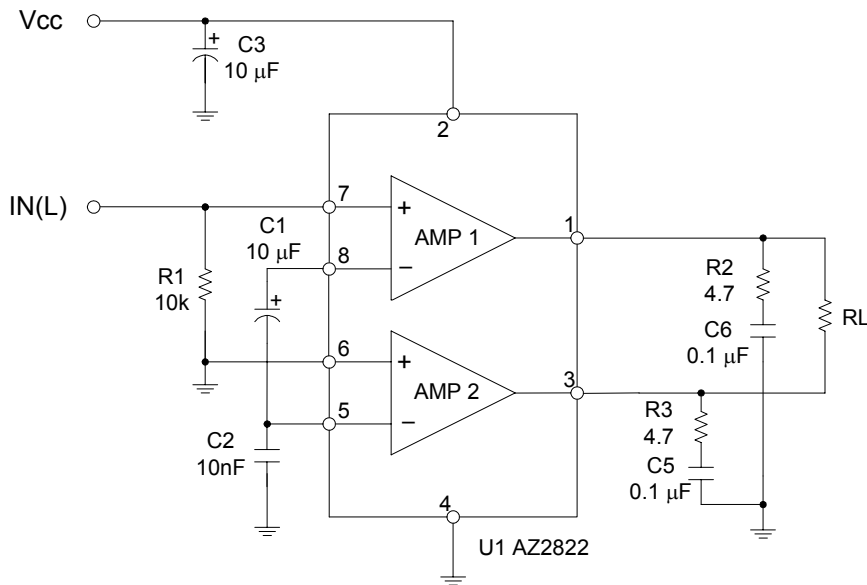 Vcc
+
C3
10 μF
2
IN(L)
7
+
AMP 1
1
C1
10 μF
8
−
R1
10k
+
R2
4.7
RL
C6
0.1 μF
6
+
AMP 2
3
5
−
C2
10nF
R3
4.7
C5
0.1 μF
4
U1 AZ2822